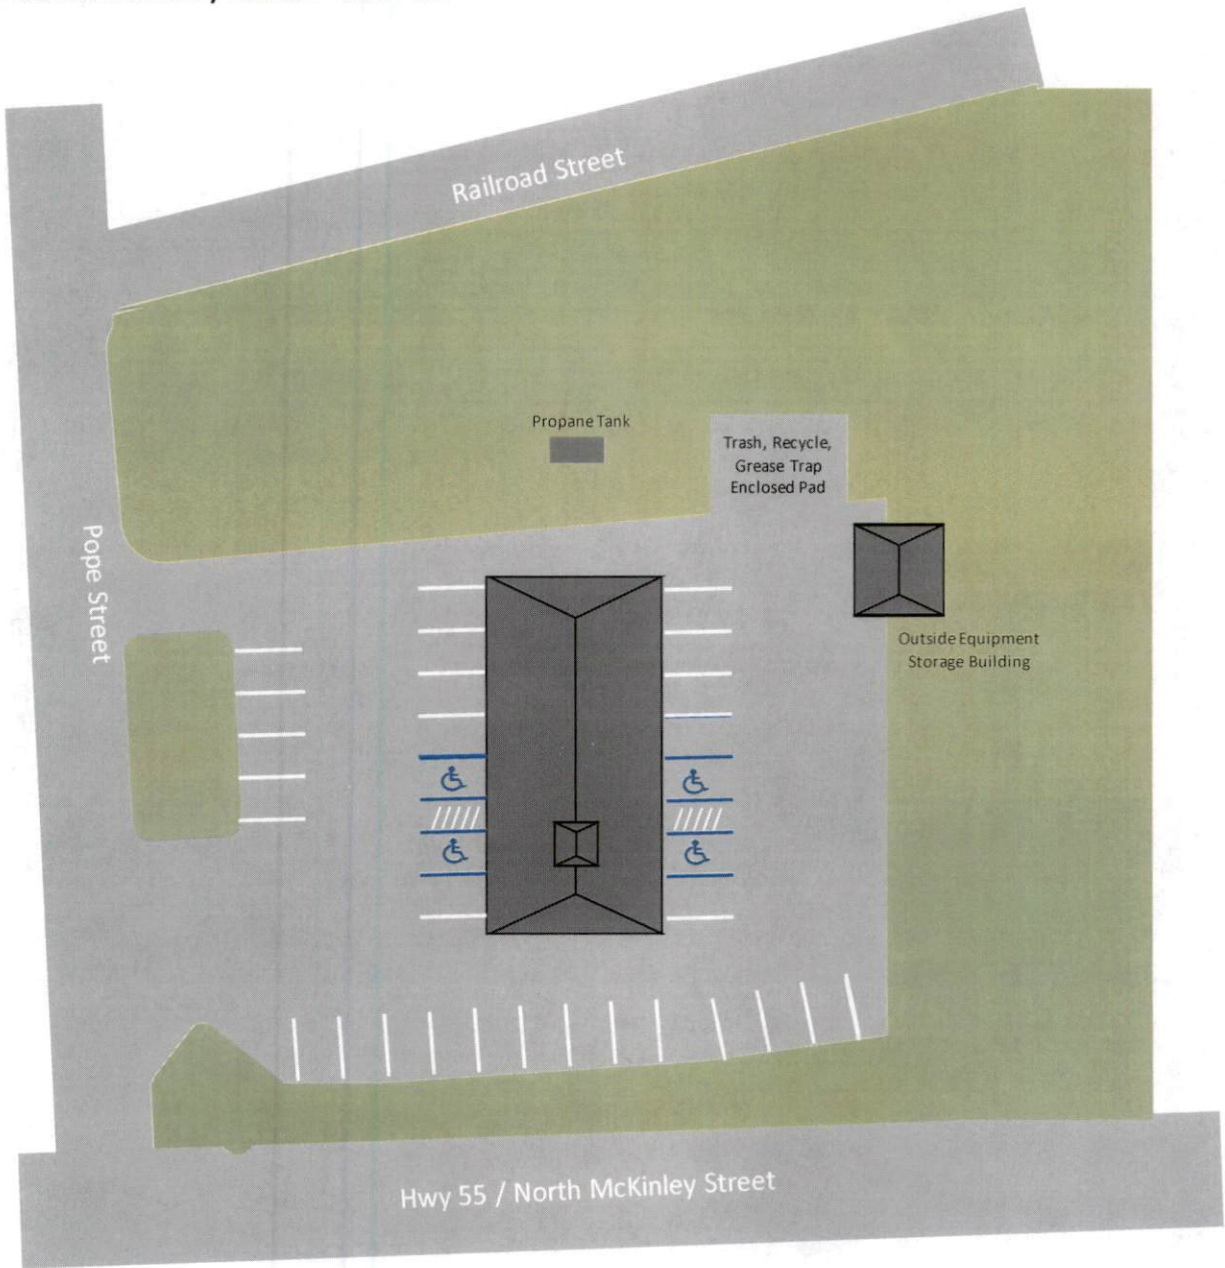 Railroad Street
Propane Tank
Trash, Recycle,
Grease Trap
Enclosed Pad
Pope Street
Outside Equipment
Storage Building
Hwy 55 / North McKinley Street